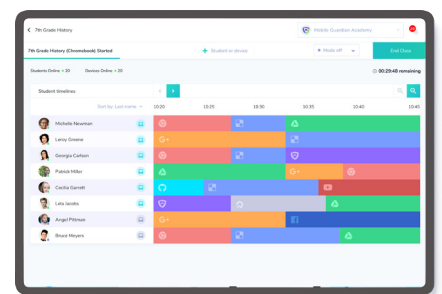 7th Grade History
Mobile Guardian Academy
7th Grade History (Chromebook) Started
+ Student or device
Mode off
End Class
Students Online • 20
Devices Online • 20
00:29:48 remaining
Student timelines
Sort by: Last name
10:20
10:25
10:30
10:35
10:40
10:45
Michelle Newman
Leroy Greene
G+
Georgia Carlson
Patrick Miller
G+
Cecilia Garrett
Lela Jacobs
Angel Pittman
G+
Bruce Meyers